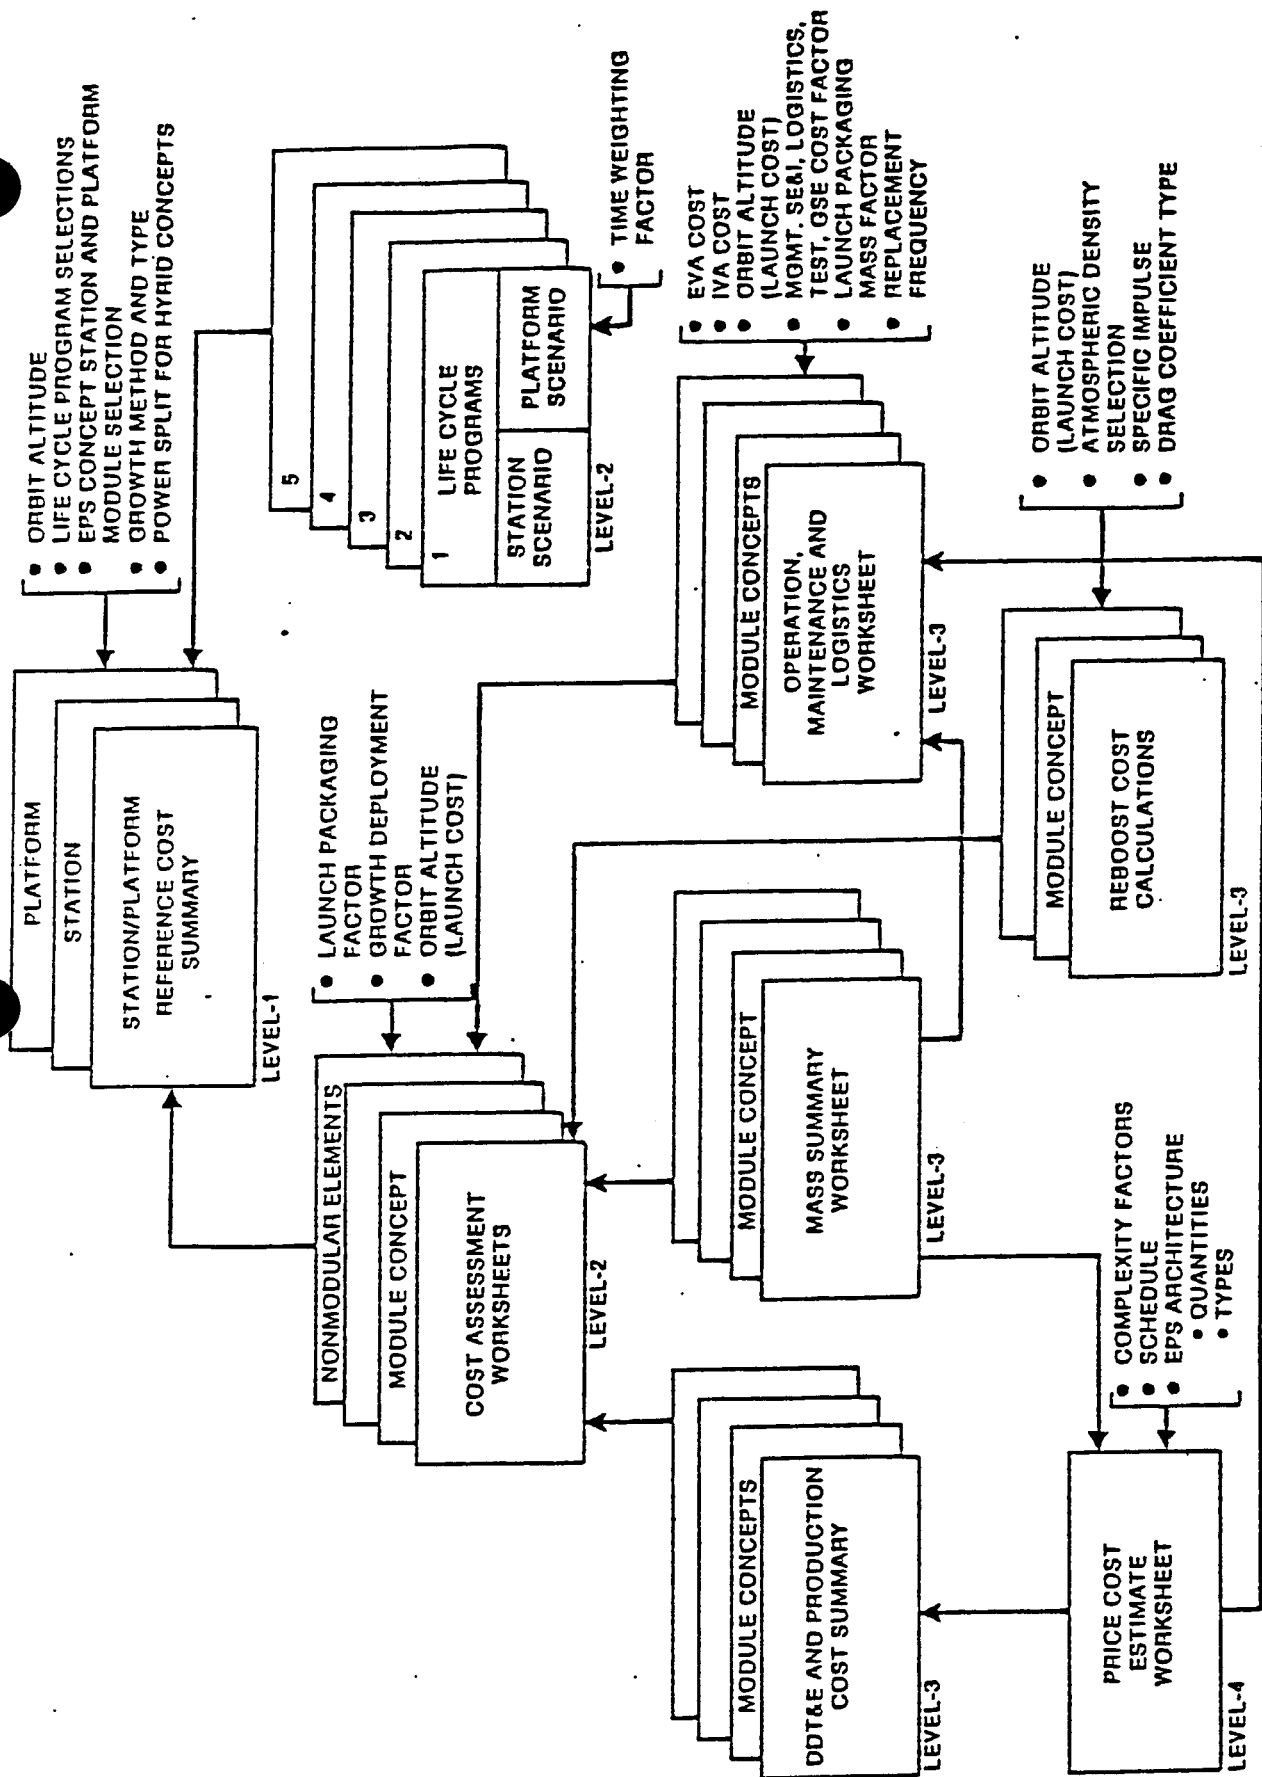 PLATFORM
STATION
STATION/PLATFORM
REFERENCE COST
SUMMARY
LEVEL-1
• ORBIT ALTITUDE
• LIFE CYCLE PROGRAM SELECTIONS
• EPS CONCEPT STATION AND PLATFORM
MODULE SELECTION
• GROWTH METHOD AND TYPE
• POWER SPLIT FOR HYRID CONCEPTS
5
4
3
2
1
LIFE CYCLE
PROGRAMS
STATION
SCENARIO
PLATFORM
SCENARIO
LEVEL-2
• TIME WEIGHTING
FACTOR
NONMODULAR ELEMENTS
MODULE CONCEPT
COST ASSESSMENT
WORKSHEETS
LEVEL-2
• LAUNCH PACKAGING
FACTOR
• GROWTH DEPLOYMENT
FACTOR
• ORBIT ALTITUDE
(LAUNCH COST)
MODULE CONCEPTS
DDT&E AND PRODUCTION
COST SUMMARY
LEVEL-3
MODULE CONCEPT
MASS SUMMARY
WORKSHEET
LEVEL-3
MODULE CONCEPTS
OPERATION,
MAINTENANCE AND
LOGISTICS
WORKSHEET
LEVEL-3
• EVA COST
• IVA COST
• ORBIT ALTITUDE
(LAUNCH COST)
• MGMT. SE&I, LOGISTICS,
TEST, GSE COST FACTOR
• LAUNCH PACKAGING
MASS FACTOR
• REPLACEMENT
FREQUENCY
PRICE COST
ESTIMATE
WORKSHEET
LEVEL-4
• COMPLEXITY FACTORS
• SCHEDULE
• EPS ARCHITECTURE
• QUANTITIES
• TYPES
MODULE CONCEPT
REBOOST COST
CALCULATIONS
LEVEL-3
• ORBIT ALTITUDE
(LAUNCH COST)
• ATMOSPHERIC DENSITY
SELECTION
• SPECIFIC IMPULSE
• DRAG COEFFICIENT TYPE